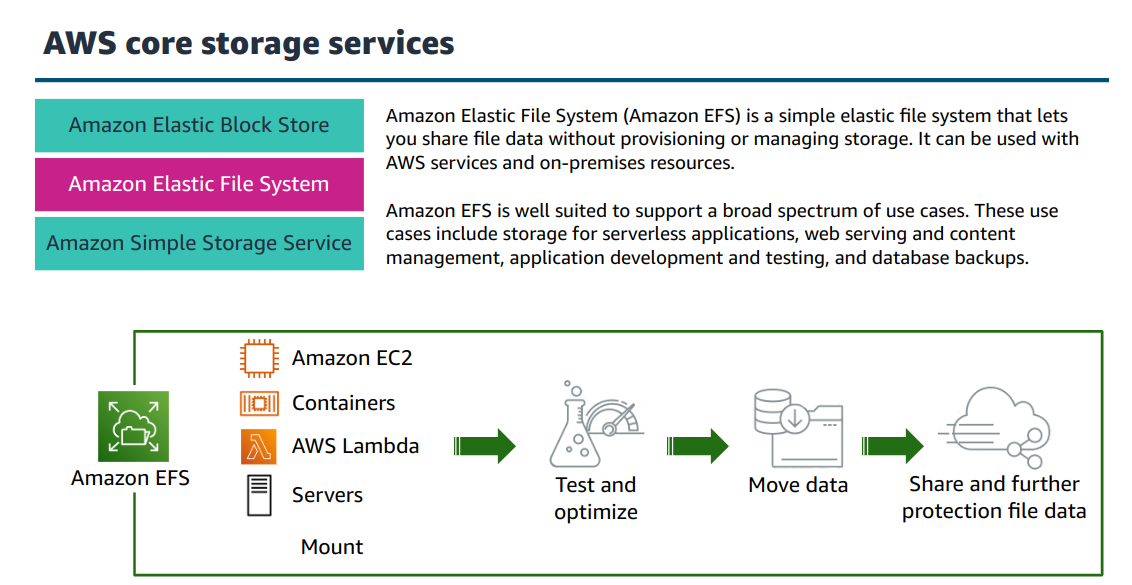 AWS core storage services
Amazon Elastic Block Store
Amazon Elastic File System
Amazon Simple Storage Service
Amazon Elastic File System (Amazon EFS) is a simple elastic file system that lets
you share file data without provisioning or managing storage. It can be used with
AWS services and on-premises resources.
Amazon EFS is well suited to support a broad spectrum of use cases. These use
cases include storage for serverless applications, web serving and content
management, application development and testing, and database backups.
Amazon EFS
Amazon EC2
Containers
AWS Lambda
Servers
Mount
Test and
optimize
Move data
Share and further
protection file data